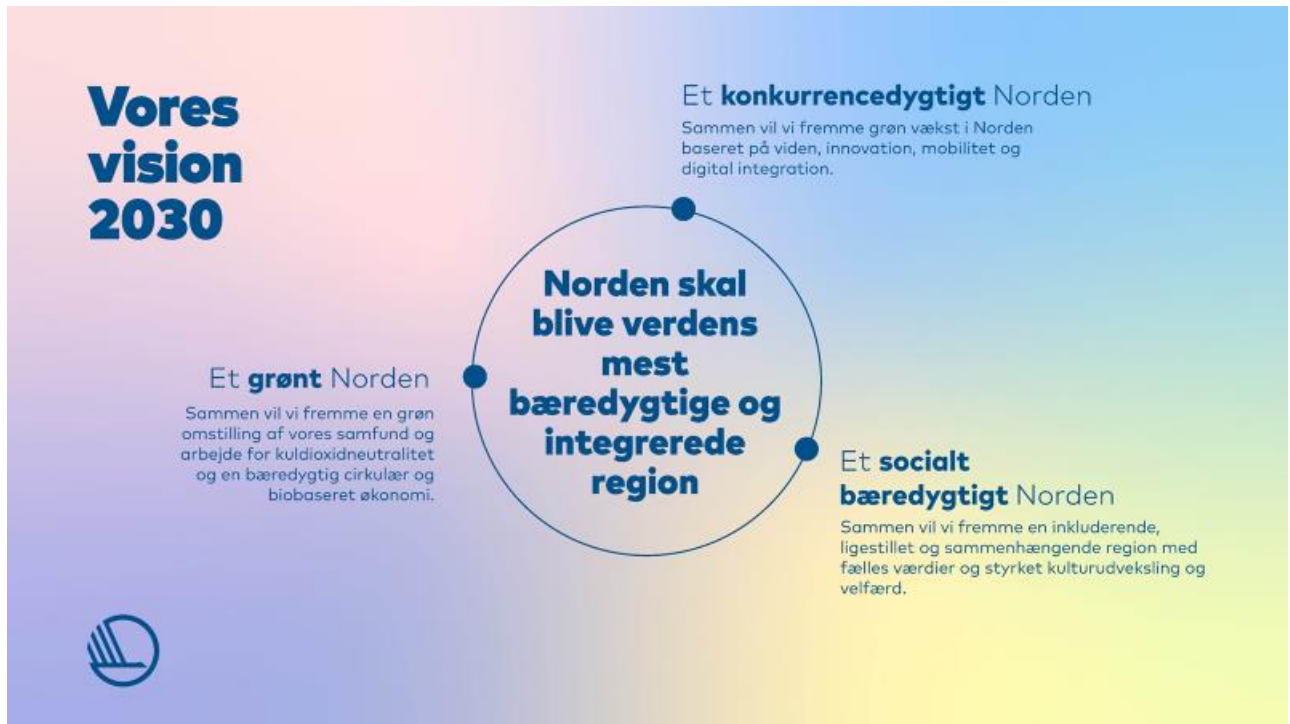 Vores
vision
2030
Et konkurrencedygtigt Norden
Sammen vil vi fremme grøn vækst i Norden
baseret på viden, innovation, mobilitet og
digital integration.
Norden skal
blive verdens
mest
bæredygtige og
integrerede
region
Et grønt Norden
Sammen vil vi fremme en grøn
omstilling af vores samfund og
arbejde for kuldioxidneutralitet
og en bæredygtig cirkulær og
biobaseret økonomi.
Et socialt
bæredygtigt Norden
Sammen vil vi fremme en inkluderende,
ligestillet og sammenhængende region med
fælles værdier og styrket kulturudveksling og
velfærd.